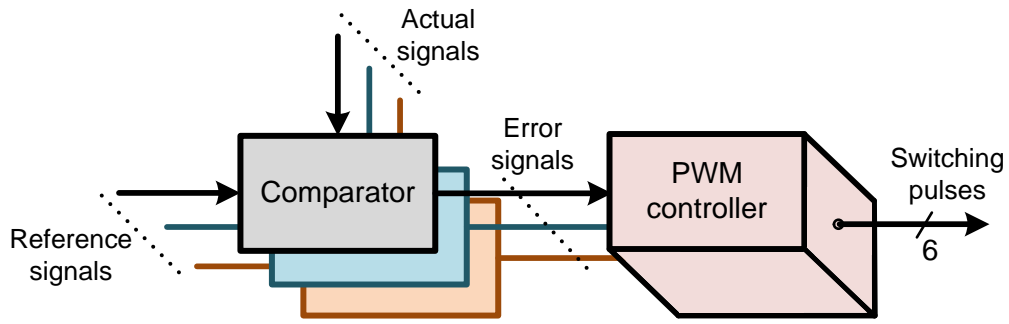 Actual
signals
Error
signals
Comparator
PWM
controller
Switching
pulses
6
Reference
signals